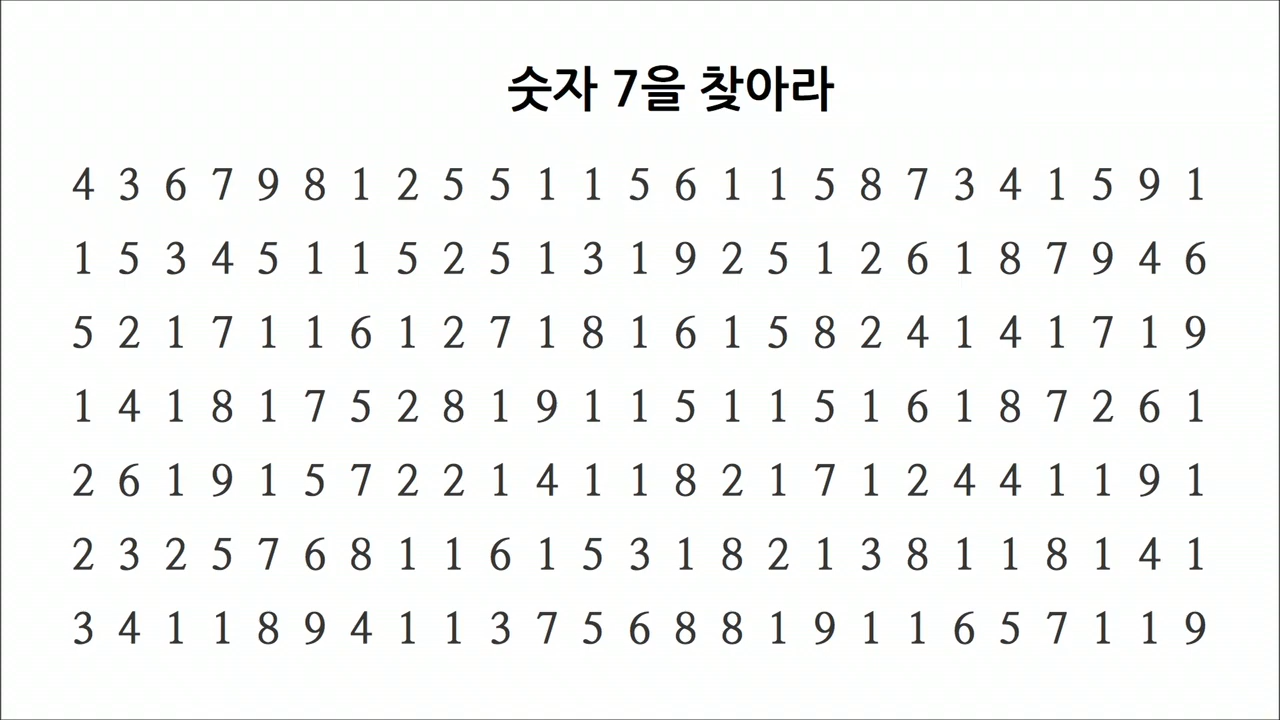 숫자 7을 찾아라
4 3 6 7 9 8 1 2 5 5 1 1 5 6 1 1 5 8 7 3 4 1 5 9 1
1 5 3 4 5 1 1 5 2 5 1 3 1 9 2 5 1 2 6 1 8 7 9 4 6
5 2 1 7 1 1 6 1 2 7 1 8 1 6 1 5 8 2 4 1 4 1 7 1 9
1 4 1 8 1 7 5 2 8 1 9 1 1 5 1 1 5 1 6 1 8 7 2 6 1
2 6 1 9 1 5 7 2 2 1 4 1 1 8 2 1 7 1 2 4 4 1 1 9 1
2 3 2 5 7 6 8 1 1 6 1 5 3 1 8 2 1 3 8 1 1 8 1 4 1
3 4 1 1 8 9 4 1 1 3 7 5 6 8 8 1 9 1 1 6 5 7 1 1 9